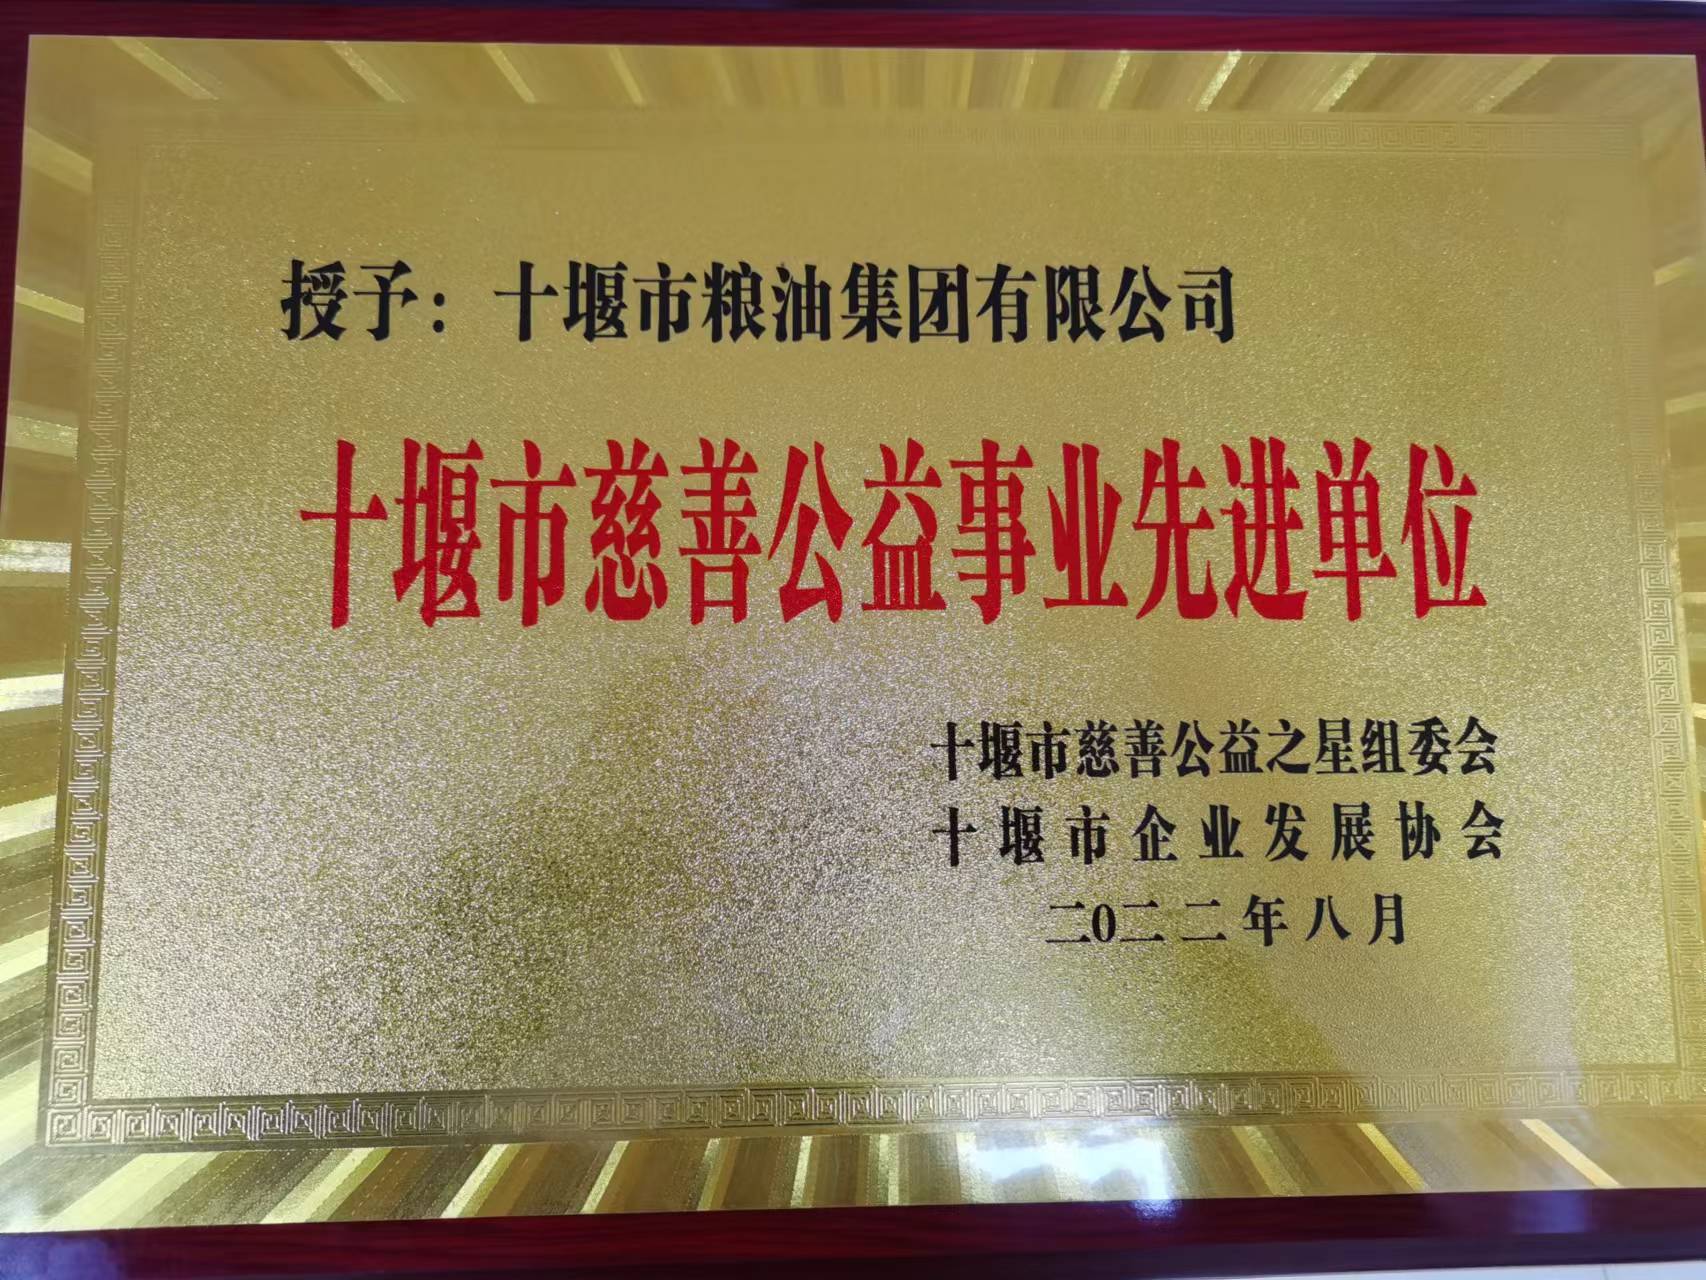 授予：十堰市粮油集团有限公司
十堰市慈善公益事业先进单位
十堰市慈善公益之星组委会
十堰市企业发展协会
二0二二年八月